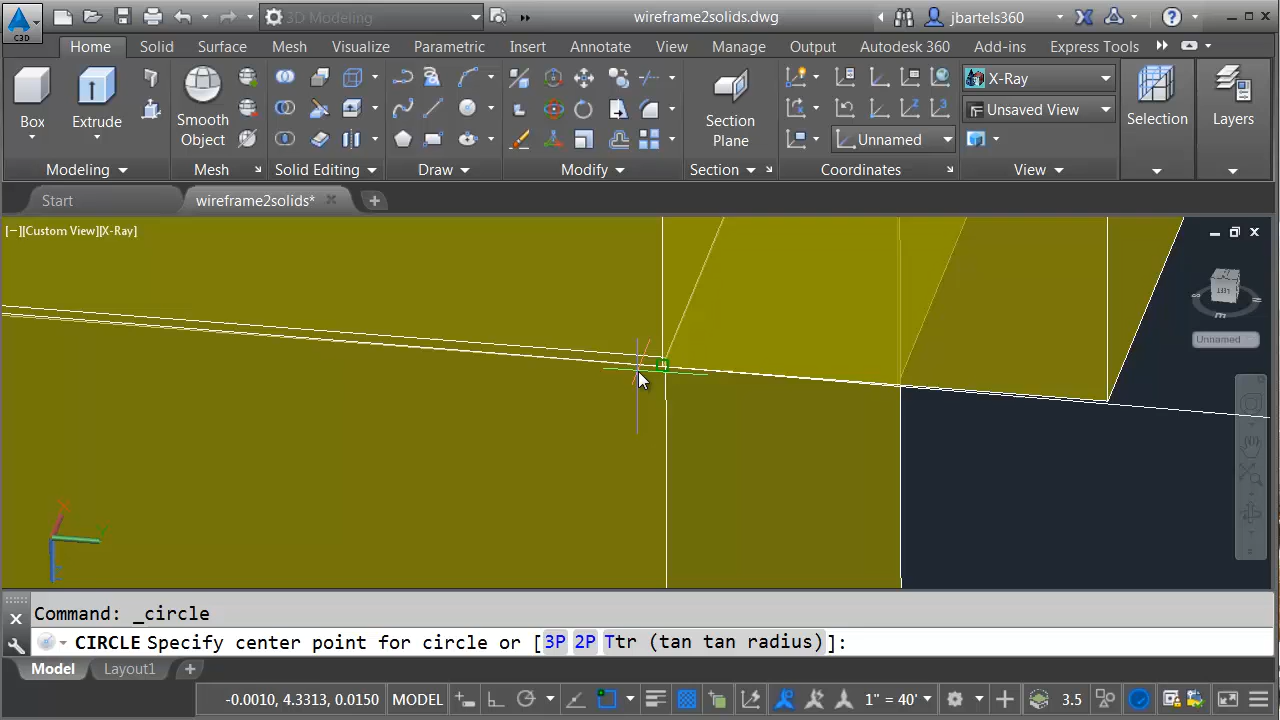 C3D
3D Modeling
wireframe2solids.dwg
jbartels360
Home Solid Surface Mesh Visualize Parametric Insert Annotate View Manage Output Autodesk 360 Add-ins Express Tools
Box
Extrude
Smooth
Object
Section
Plane
X-Ray
Unsaved View
Unnamed
Selection
Layers
Modeling Mesh Solid Editing Draw Modify Section Coordinates View
Start wireframe2solids*
[−][Custom View][X-Ray]
LEFT
Unnamed
X
Y
Command: _circle
CIRCLE Specify center point for circle or [3P 2P Ttr (tan tan radius)]:
Model Layout1
-0.0010, 4.3313, 0.0150 MODEL 1" = 40' 3.5